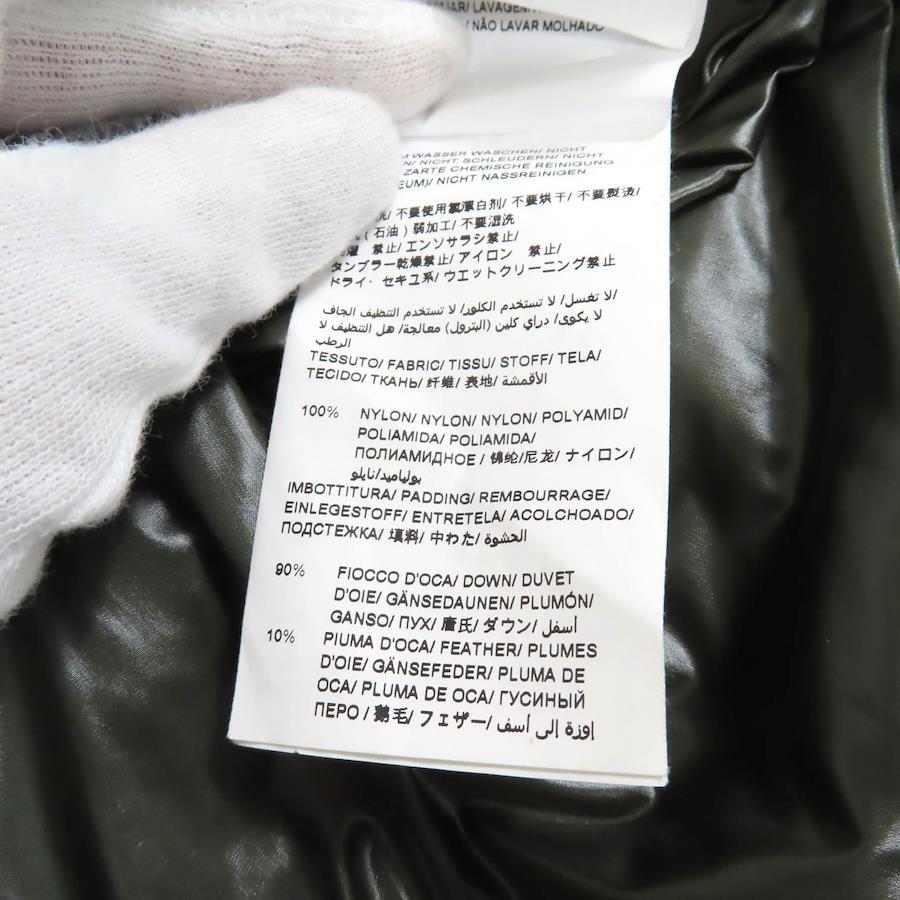 LAVAGEM
NÃO LAVAR MOLHADO
WASSER WASCHEN/ NICHT
NICHT SCHLEUDERN/ NICHT
ZARTE CHEMISCHE REINIGUNG
NICHT NASSREINIGEN
不要使用氯漂白剂/ 不要烘干/ 不要熨烫/
(石油) 弱加工/ 不要湿洗
禁止/ エンソサラシ禁止/
タンブラー乾燥禁止/ アイロン 禁止/
ドライ・セキユ系/ ウエットクリーニング禁止
لا تغسل/ لا تستخدم الكلور/ لا تستخدم التنظيف الجاف/
لا يكوى/ دراي كلين (البترول) معالجة/ هل التنظيف لا
الرطب
TESSUTO/ FABRIC/ TISSU/ STOFF/ TELA/
TECIDO/ ТКАНЬ/ 纤维/ 表地/ الأقمشة
100% NYLON/ NYLON/ NYLON/ POLYAMID/
POLIAMIDA/ POLIAMIDA/
ПОЛИАМИДНОЕ / 锦纶/尼龙/ ナイロン/
بولياميد/نايلو
IMBOTTITURA/ PADDING/ REMBOURRAGE/
EINLEGESTOFF/ ENTRETELA/ ACOLCHOADO/
ПОДСТЕЖКА/ 填料/ 中わた/ الحشوة
90% FIOCCO D'OCA/ DOWN/ DUVET
D'OIE/ GÄNSEDAUNEN/ PLUMÓN/
GANSO/ ПУХ/ 唐氏/ ダウン/ أسفل
10% PIUMA D'OCA/ FEATHER/ PLUMES
D'OIE/ GÄNSEFEDER/ PLUMA DE
OCA/ PLUMA DE OCA/ ГУСИНЫЙ
ПЕРО / 鹅毛/ フェザー/ اوزة إلى أسف